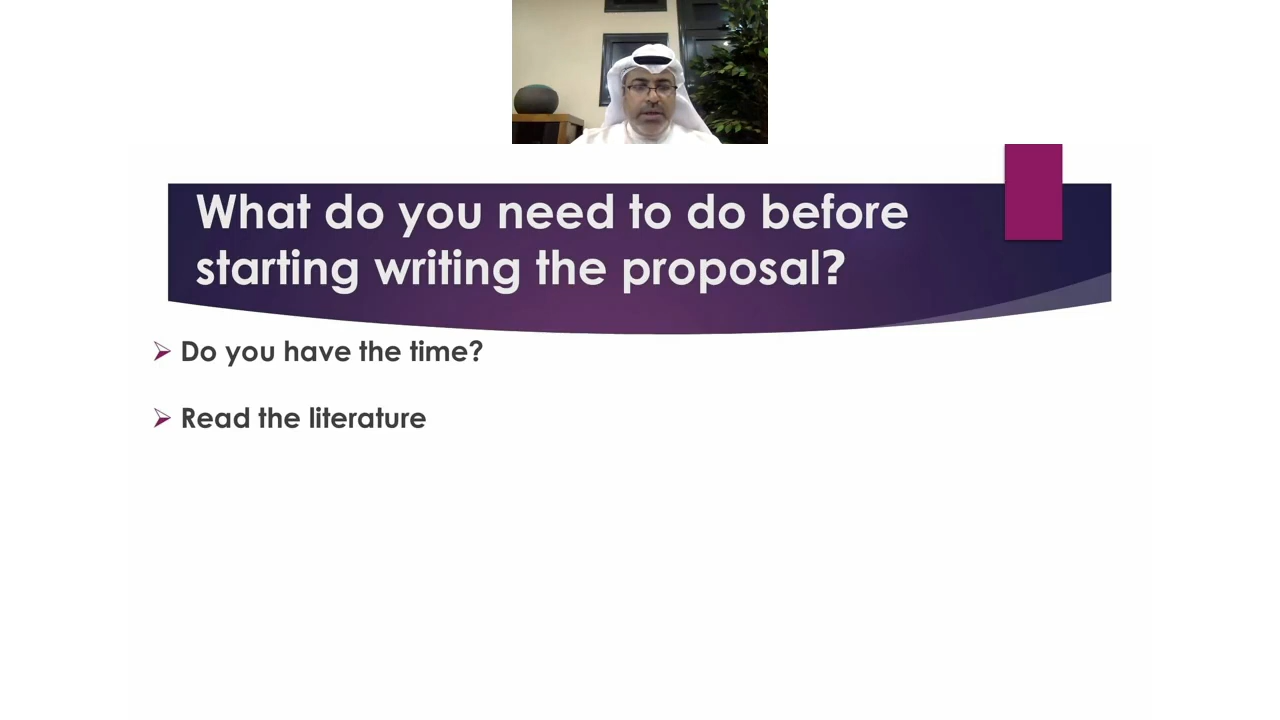 What do you need to do before
starting writing the proposal?
Do you have the time?
Read the literature